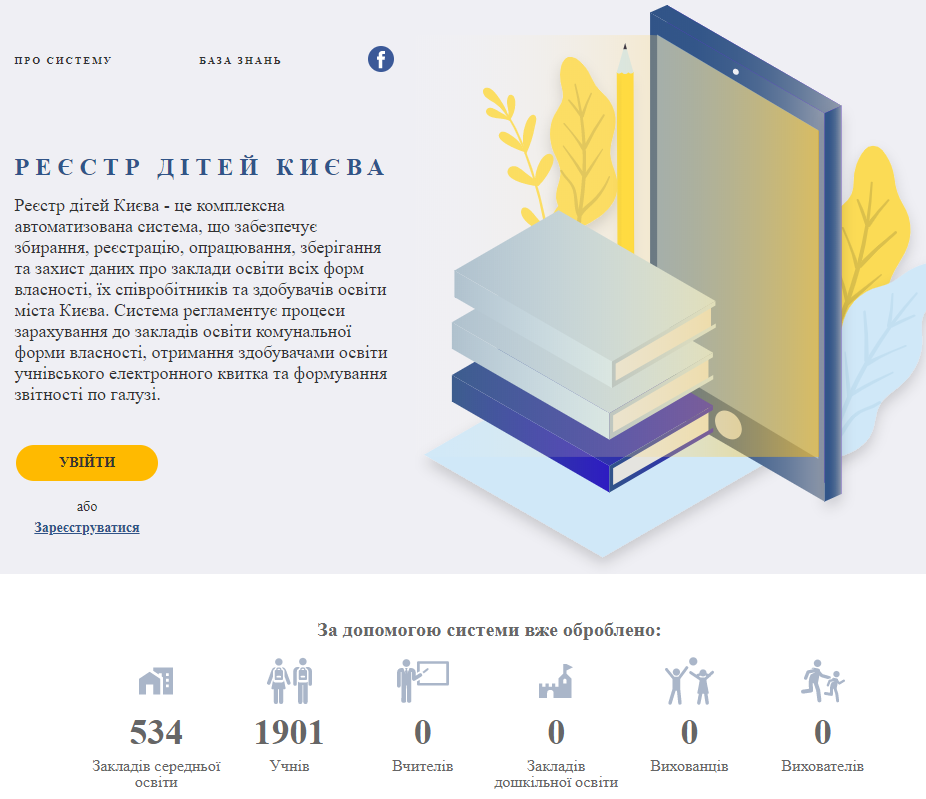 ПРО СИСТЕМУ
БАЗА ЗНАНЬ
f
РЕЄСТР ДІТЕЙ КИЄВА
Реєстр дітей Києва - це комплексна
автоматизована система, що забезпечує
збирання, реєстрацію, опрацювання, зберігання
та захист даних про заклади освіти всіх форм
власності, їх співробітників та здобувачів освіти
міста Києва. Система регламентує процеси
зарахування до закладів освіти комунальної
форми власності, отримання здобувачами освіти
учнівського електронного квитка та формування
звітності по галузі.
УВІЙТИ
або
Зареєструватися
За допомогою системи вже оброблено:
534
Закладів середньої
освіти
1901
Учнів
0
Вчителів
0
Закладів
дошкільної освіти
0
Вихованців
0
Вихователів